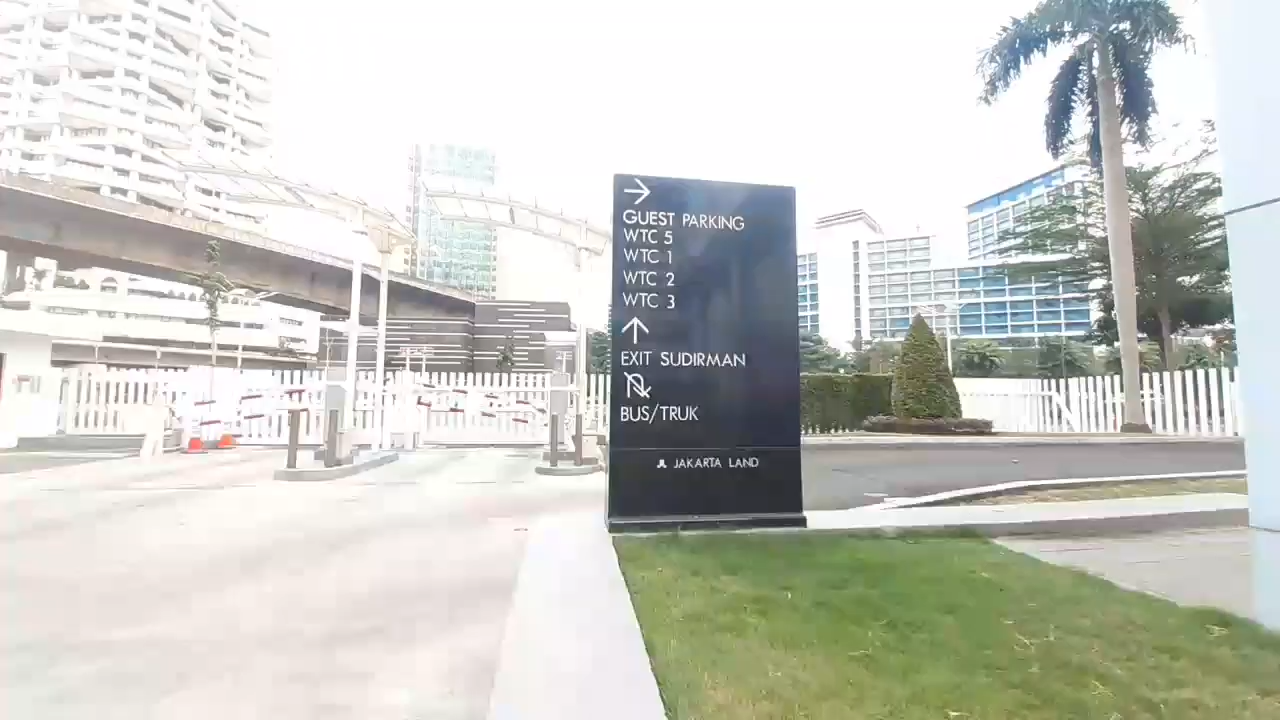 GUEST PARKING
WTC 5
WTC 1
WTC 2
WTC 3
EXIT SUDIRMAN
BUS/TRUK
JAKARTA LAND